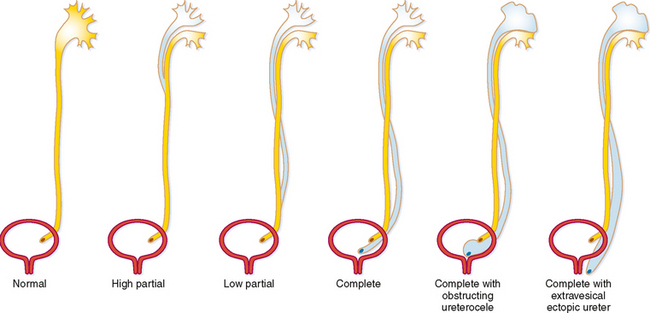 Normal
High partial
Low partial
Complete
Complete with
obstructing
ureterocele
Complete with
extravesical
ectopic ureter